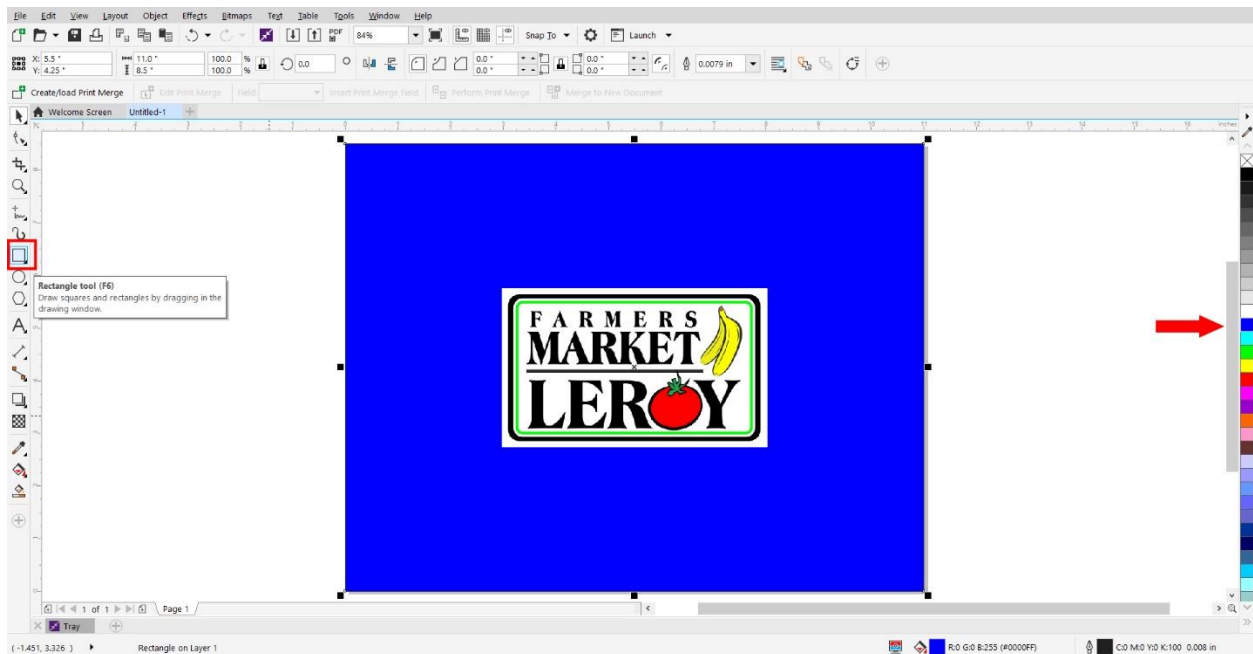 File Edit View Layout Object Effects Bitmaps Text Table Tools Window Help
PDF 84% Snap To Launch
X: 5.5 " 11.0 " 100.0 % 0.0 ° 0.0 " 0.0 " 0.0079 in
Y: 4.25 " 8.5 " 100.0 % 0.0 " 0.0 "
Create/load Print Merge Edit Print Merge Field: Insert Print Merge Field Perform Print Merge Merge to New Document
Welcome Screen Untitled-1
inches
Rectangle tool (F6)
Draw squares and rectangles by dragging in the
drawing window.
FARMERS
MARKET
LEROY
1 of 1 Page 1
Tray
( -1.451, 3.326 ) Rectangle on Layer 1 R:0 G:0 B:255 (#0000FF) C:0 M:0 Y:0 K:100 0.008 in